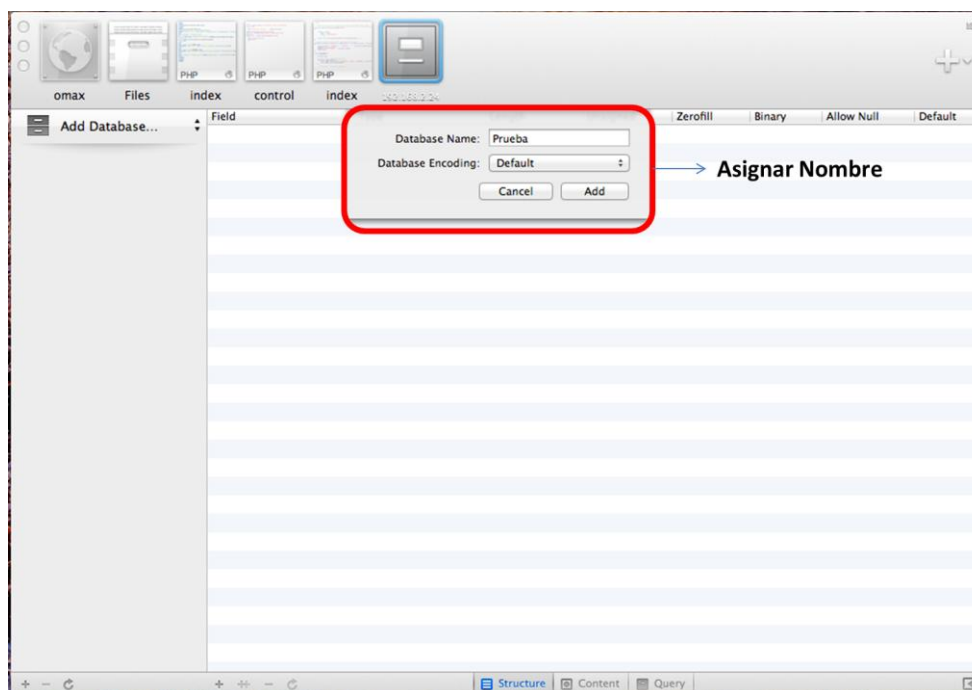 PHP PHP PHP
omax Files index control index
Add Database...
Field Zerofill Binary Allow Null Default
Database Name: Prueba
Database Encoding: Default
Cancel Add
Asignar Nombre
Structure Content Query